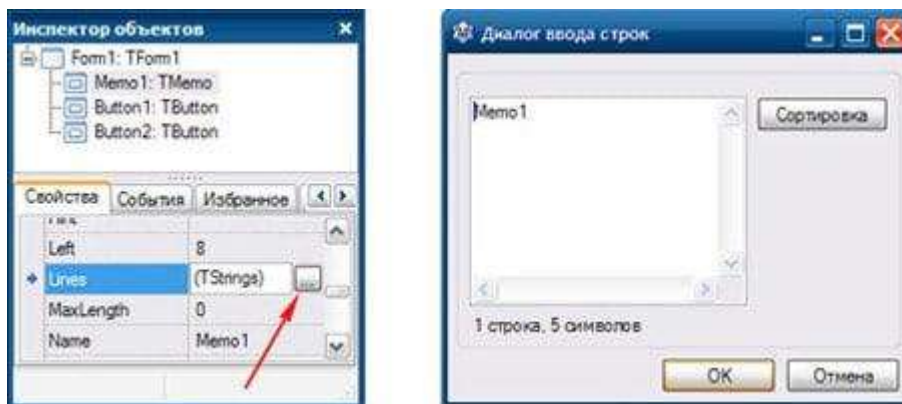 Инспектор объектов
Form1: TForm1
Memo1: TMemo
Button1: TButton
Button2: TButton
Свойства События Избранное
Left 8
Lines (TStrings) ...
MaxLength 0
Name Memo1
Диалог ввода строк
Memo1
Сортировка
1 строка, 5 символов
OK Отмена